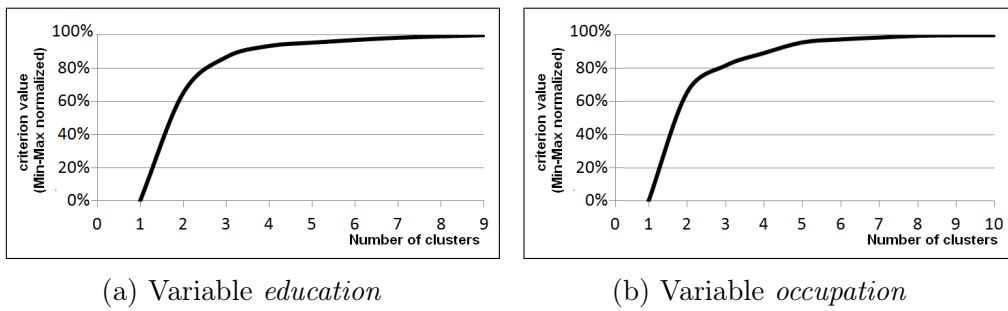 criterion value
(Min-Max normalized)
100%
80%
60%
40%
20%
0%
0 1 2 3 4 5 6 7 8 9
Number of clusters
(a) Variable education
criterion value
(Min-Max normalized)
100%
80%
60%
40%
20%
0%
0 1 2 3 4 5 6 7 8 9 10
Number of clusters
(b) Variable occupation